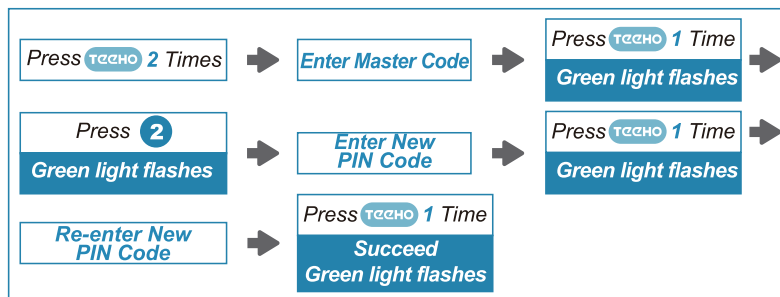 Press TEEHO 2 Times
Enter Master Code
Press TEEHO 1 Time
Green light flashes
Press 2
Green light flashes
Enter New
PIN Code
Press TEEHO 1 Time
Green light flashes
Re-enter New
PIN Code
Press TEEHO 1 Time
Succeed
Green light flashes